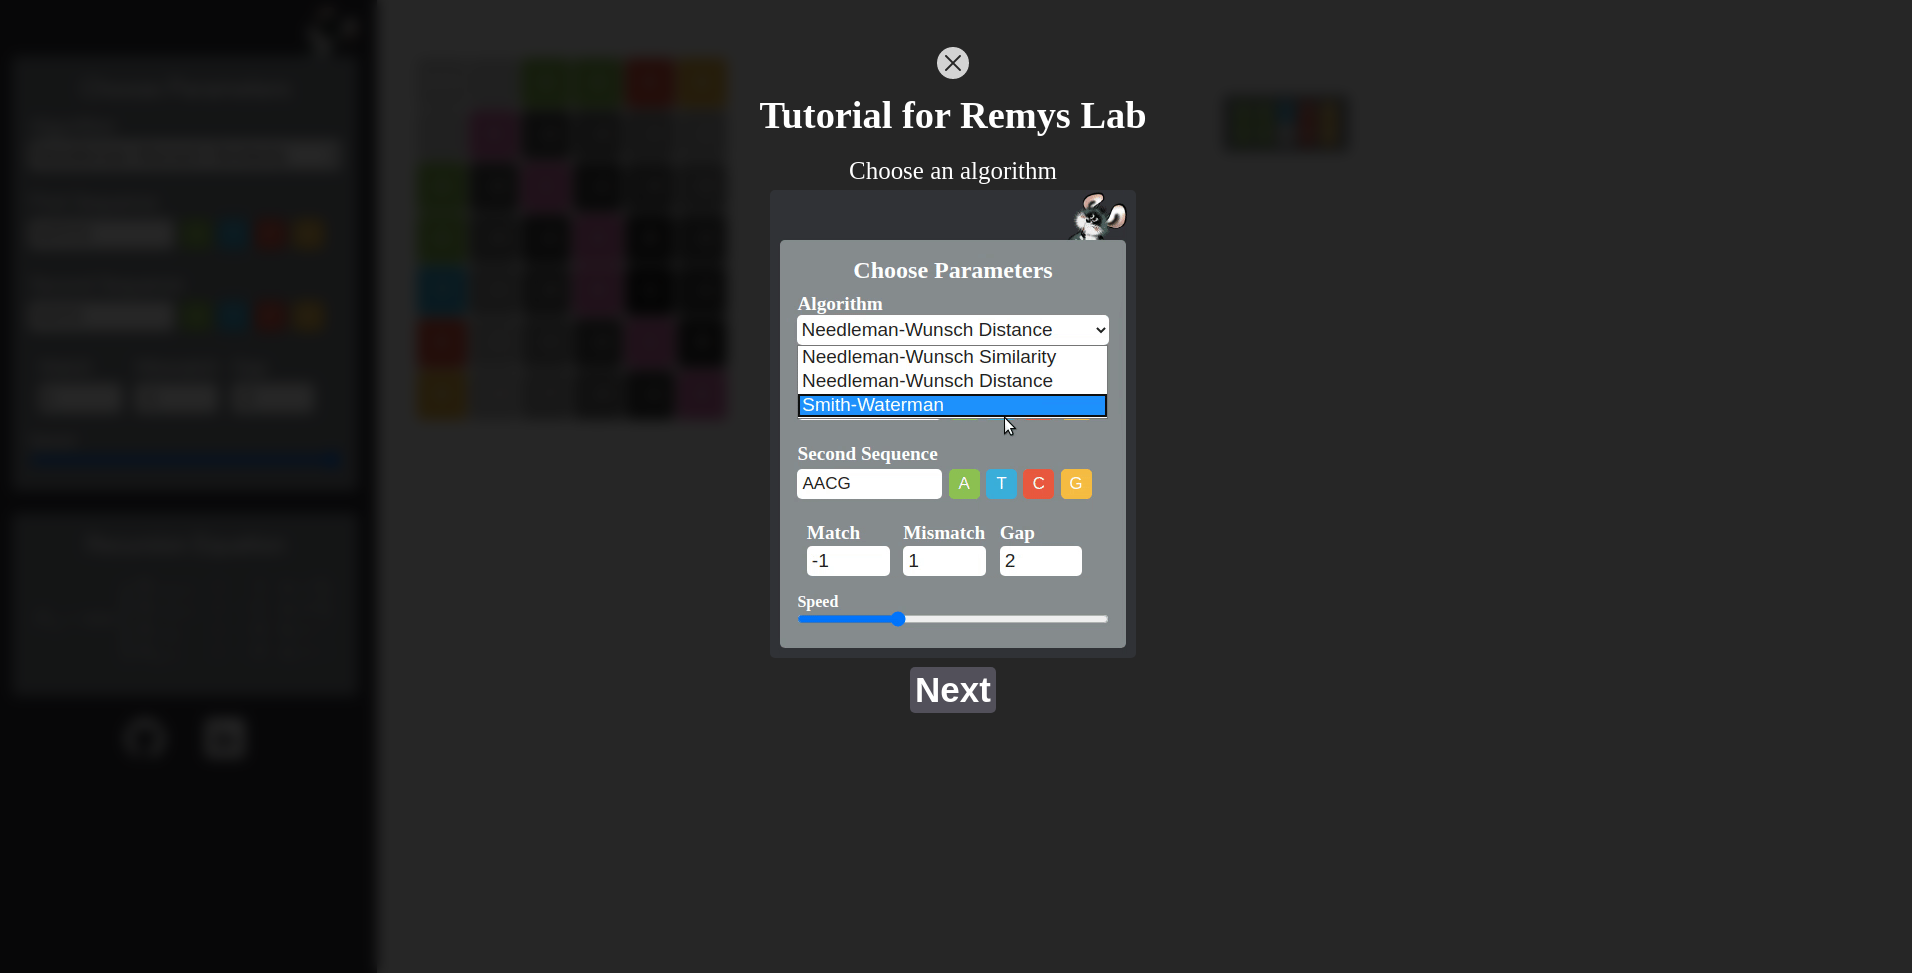 Tutorial for Remys Lab
Choose an algorithm
Choose Parameters
Algorithm
Needleman-Wunsch Distance
Needleman-Wunsch Similarity
Needleman-Wunsch Distance
Smith-Waterman
Second Sequence
AACG A T C G
Match Mismatch Gap
-1 1 2
Speed
Next